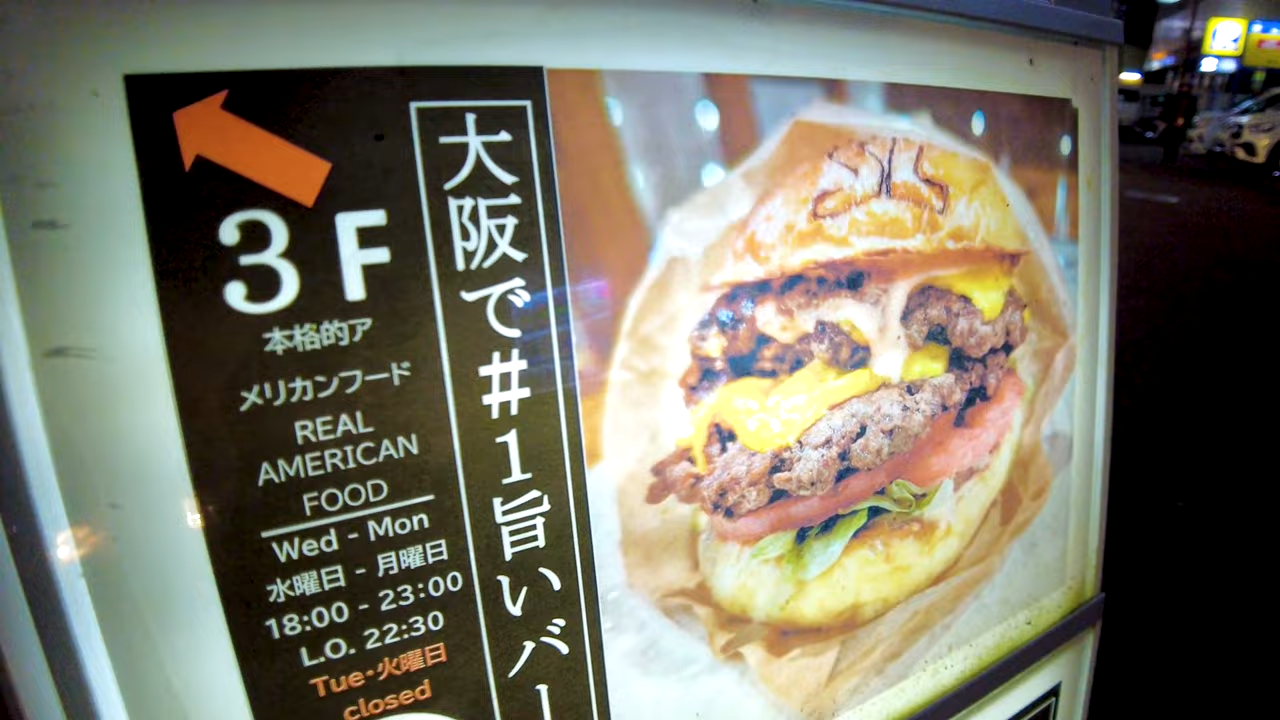 3F
本格的ア
メリカンフード
REAL
AMERICAN
FOOD
Wed - Mon
水曜日 - 月曜日
18:00 - 23:00
L.O. 22:30
Tue・火曜日
closed
大阪で#1旨いバー